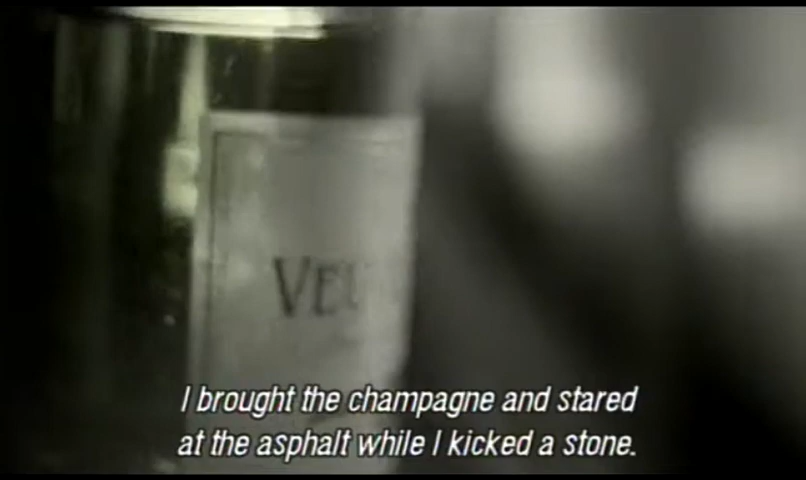 VEU
I brought the champagne and stared
at the asphalt while I kicked a stone.